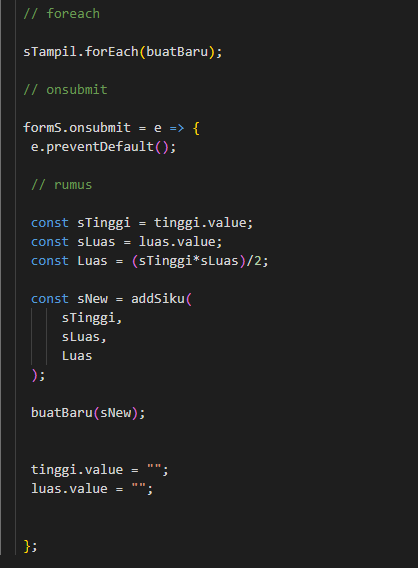 // foreach
sTampil.forEach(buatBaru);
// onsubmit
formS.onsubmit = e => {
e.preventDefault();
// rumus
const sTinggi = tinggi.value;
const sLuas = luas.value;
const Luas = (sTinggi*sLuas)/2;
const sNew = addSiku(
sTinggi,
sLuas,
Luas
);
buatBaru(sNew);
tinggi.value = "";
luas.value = "";
};